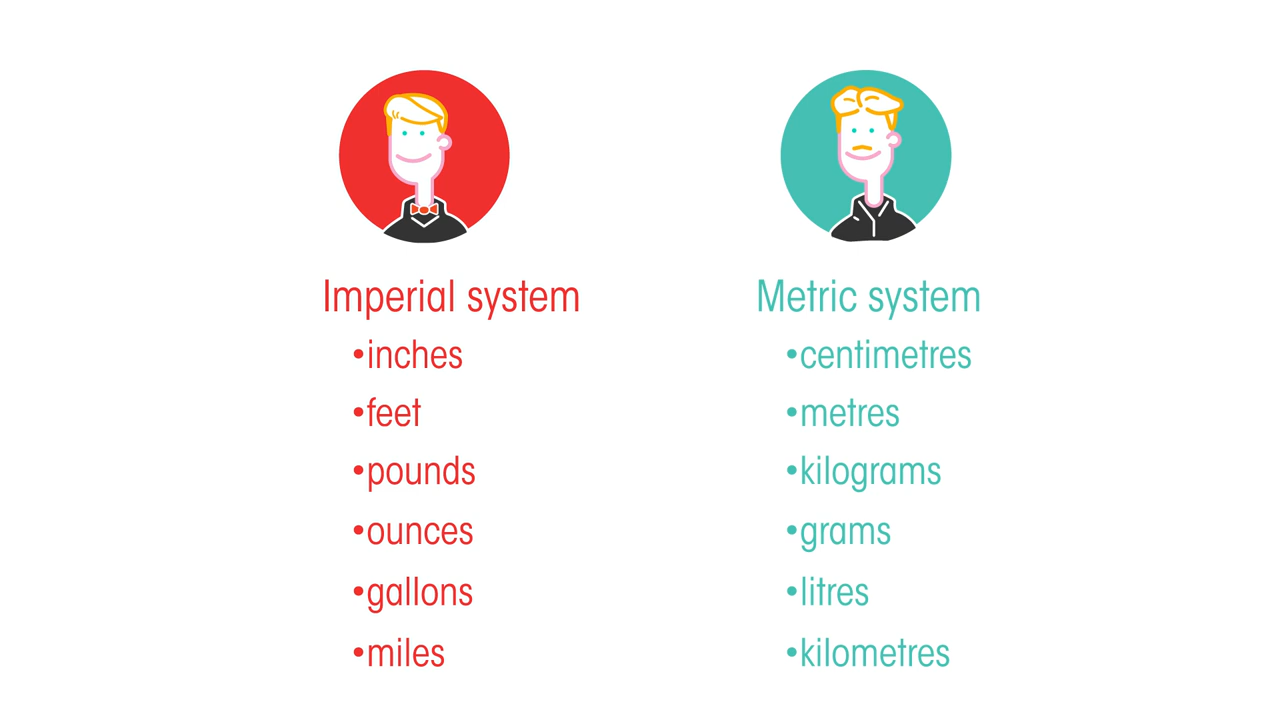 Imperial system
•inches
•feet
•pounds
•ounces
•gallons
•miles
Metric system
•centimetres
•metres
•kilograms
•grams
•litres
•kilometres